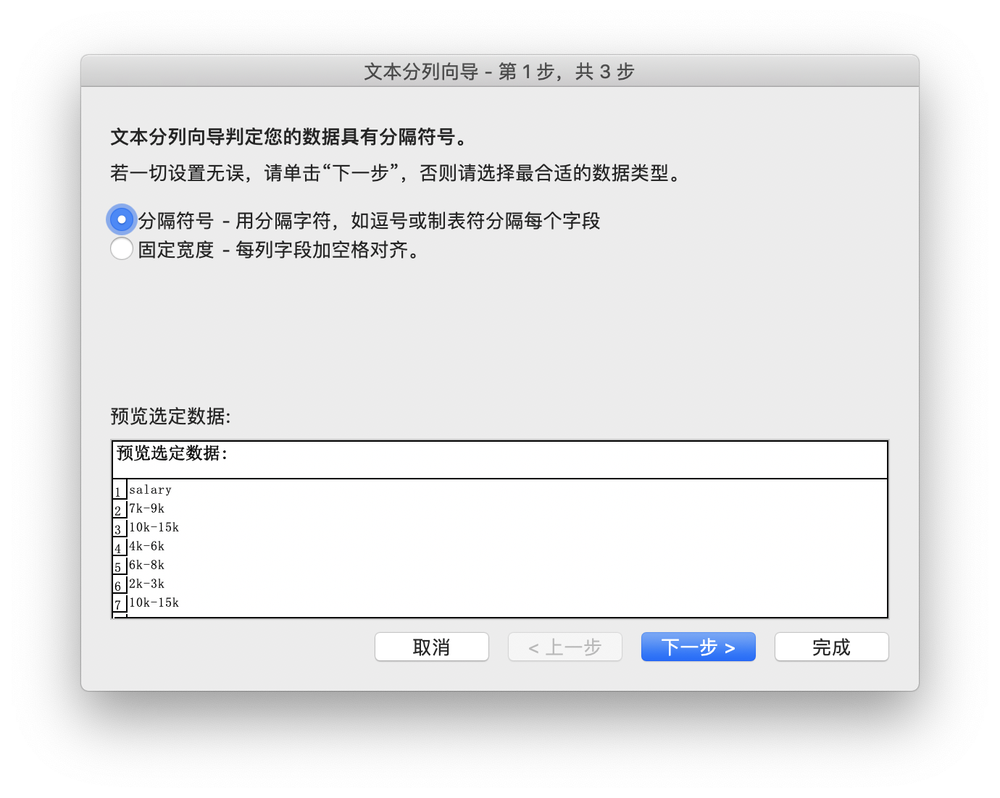 文本分列向导 - 第 1 步，共 3 步
文本分列向导判定您的数据具有分隔符号。
若一切设置无误，请单击“下一步”，否则请选择最合适的数据类型。
分隔符号 - 用分隔字符，如逗号或制表符分隔每个字段
固定宽度 - 每列字段加空格对齐。
预览选定数据:
预览选定数据:
1 salary
2 7k-9k
3 10k-15k
4 4k-6k
5 6k-8k
6 2k-3k
7 10k-15k
取消 < 上一步 下一步 > 完成